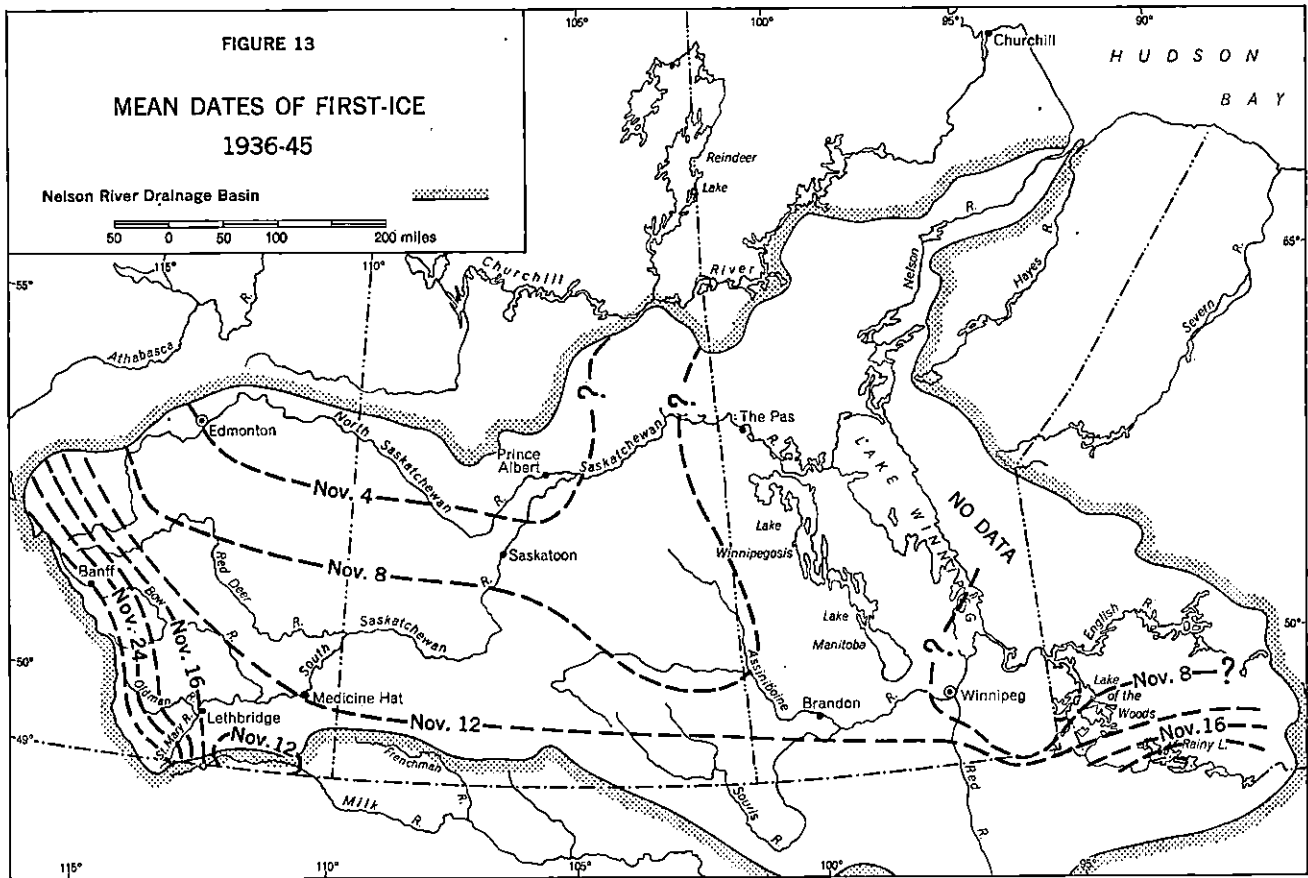 FIGURE 13
MEAN DATES OF FIRST-ICE
1936-45
Nelson River Drainage Basin
50 0 50 100 200 miles
105°
100°
95°
90°
Churchill
HUDSON
BAY
Reindeer
Lake
115°
110°
55°
55°
Churchill
River
Nelson
R.
Hayes
R.
Severn
R.
Athabasca
R.
Edmonton
North
Saskatchewan
R.
Prince
Albert
Saskatchewan
The Pas
?
?
LAKE WINNIPEG
NO DATA
Nov. 4
Lake
Winnipegosis
Saskatoon
Nov. 8
Red Deer
R.
Banff
Bow
R.
Nov. 24
Nov. 16
South
Saskatchewan
R.
Lake
Manitoba
English
R.
50°
50°
Assiniboine
?
Winnipeg
Nov. 8—?
Lake
of the
Woods
Oldman
R.
Medicine Hat
Lethbridge
St. Mary R.
Brandon
Nov. 12
Nov. 12
Nov. 16
Rainy L.
49°
Frenchman
R.
Milk
R.
Souris
R.
Red
R.
115°
110°
100°
95°